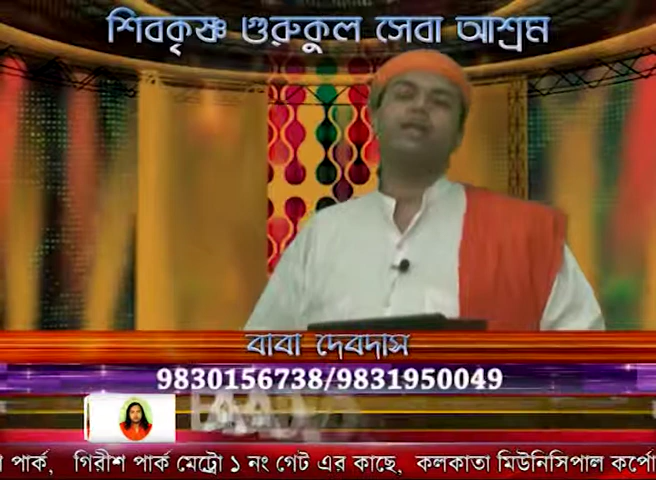 শিবকৃষ্ণ গুরুকুল সেবা আশ্রম
বাবা দেবদাস
9830156738/9831950049
পার্ক, গিরীশ পার্ক মেট্রো ১ নং গেট এর কাছে, কলকাতা মিউনিসিপাল কর্পো